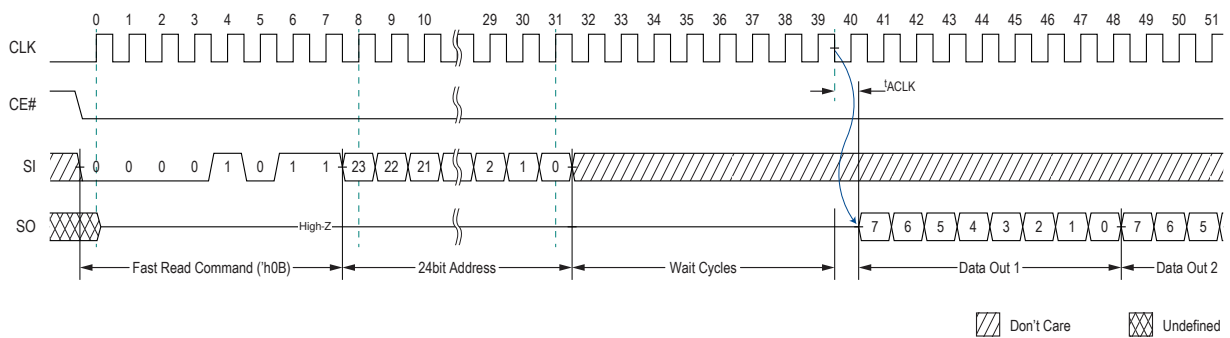 0 1 2 3 4 5 6 7 8 9 10 29 30 31 32 33 34 35 36 37 38 39 40 41 42 43 44 45 46 47 48 49 50 51
CLK
tACLK
CE#
SI 0 0 0 0 1 0 1 1 23 22 21 2 1 0
SO High-Z 7 6 5 4 3 2 1 0 7 6 5
Fast Read Command ('h0B) 24bit Address Wait Cycles Data Out 1 Data Out 2
Don't Care Undefined